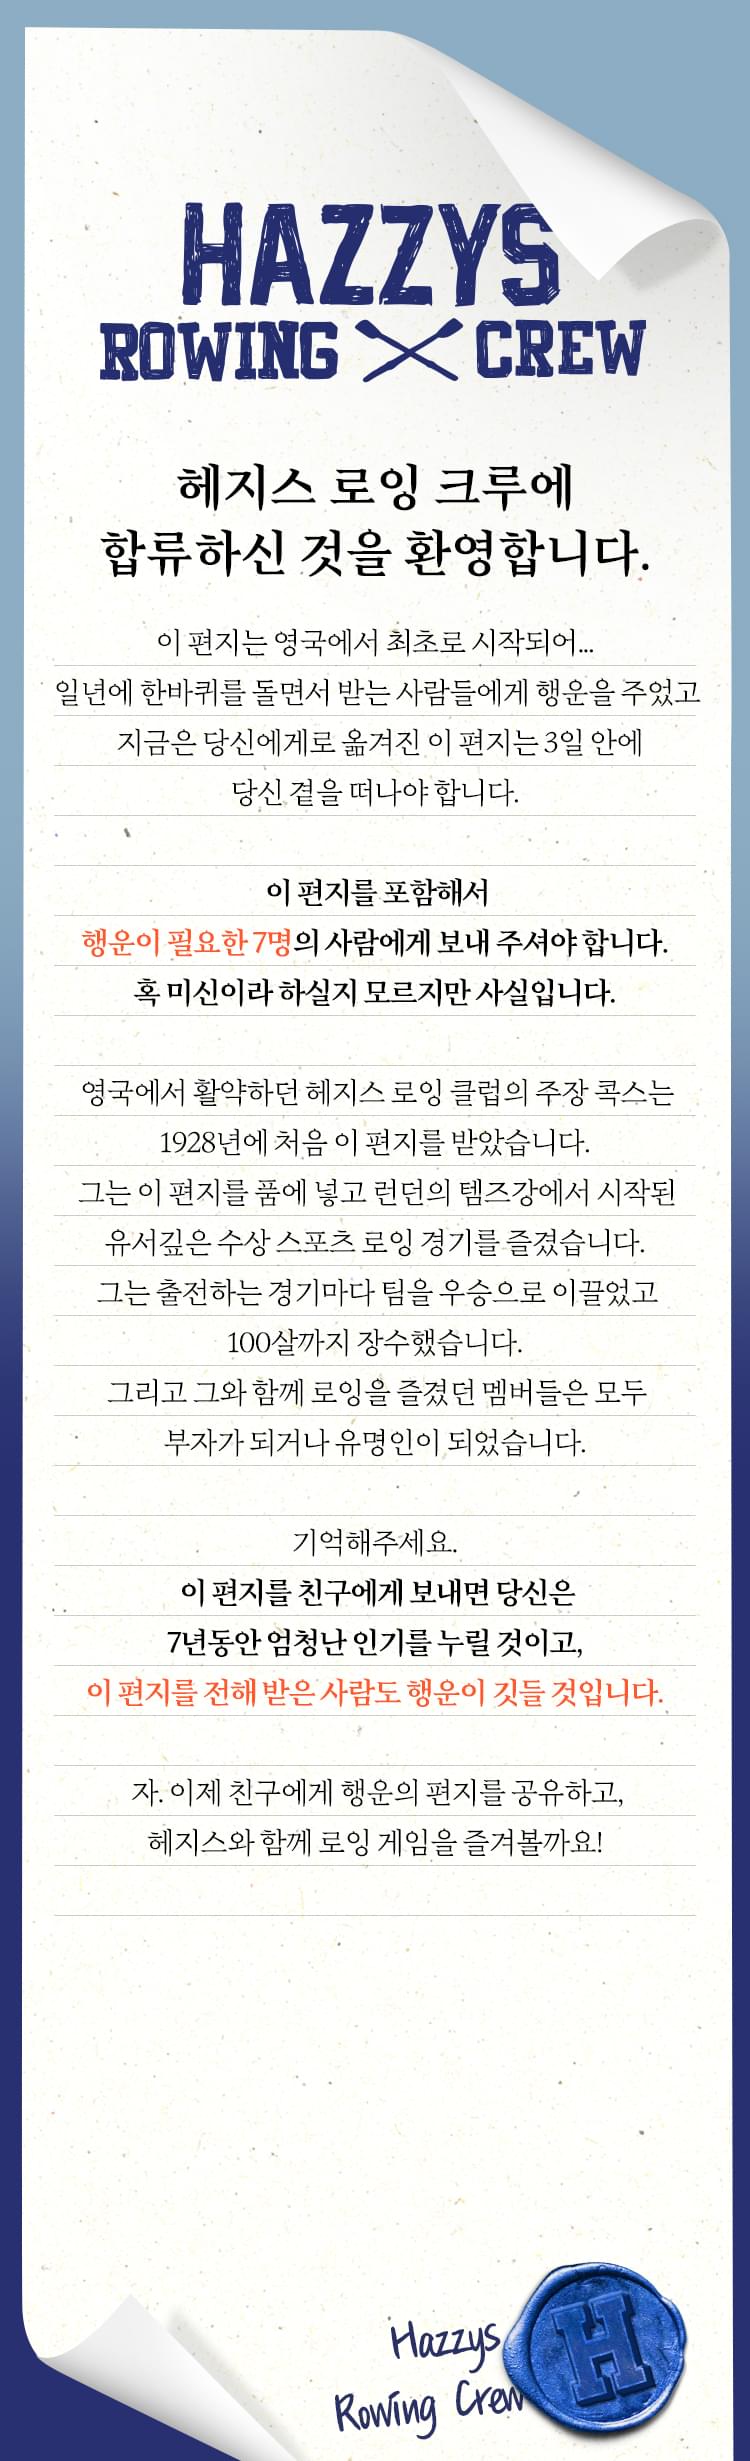 HAZZYS
ROWING CREW
헤지스 로잉 크루에
합류하신 것을 환영합니다.
이 편지는 영국에서 최초로 시작되어...
일년에 한바퀴를 돌면서 받는 사람들에게 행운을 주었고
지금은 당신에게로 옮겨진 이 편지는 3일 안에
당신 곁을 떠나야 합니다.
이 편지를 포함해서
행운이 필요한 7명의 사람에게 보내 주셔야 합니다.
혹 미신이라 하실지 모르지만 사실입니다.
영국에서 활약하던 헤지스 로잉 클럽의 주장 콕스는
1928년에 처음 이 편지를 받았습니다.
그는 이 편지를 품에 넣고 런던의 템즈강에서 시작된
유서깊은 수상 스포츠 로잉 경기를 즐겼습니다.
그는 출전하는 경기마다 팀을 우승으로 이끌었고
100살까지 장수했습니다.
그리고 그와 함께 로잉을 즐겼던 멤버들은 모두
부자가 되거나 유명인이 되었습니다.
기억해주세요.
이 편지를 친구에게 보내면 당신은
7년동안 엄청난 인기를 누릴 것이고,
이 편지를 전해 받은 사람도 행운이 깃들 것입니다.
자. 이제 친구에게 행운의 편지를 공유하고,
헤지스와 함께 로잉 게임을 즐겨볼까요!
Hazzys
Rowing Crew
H